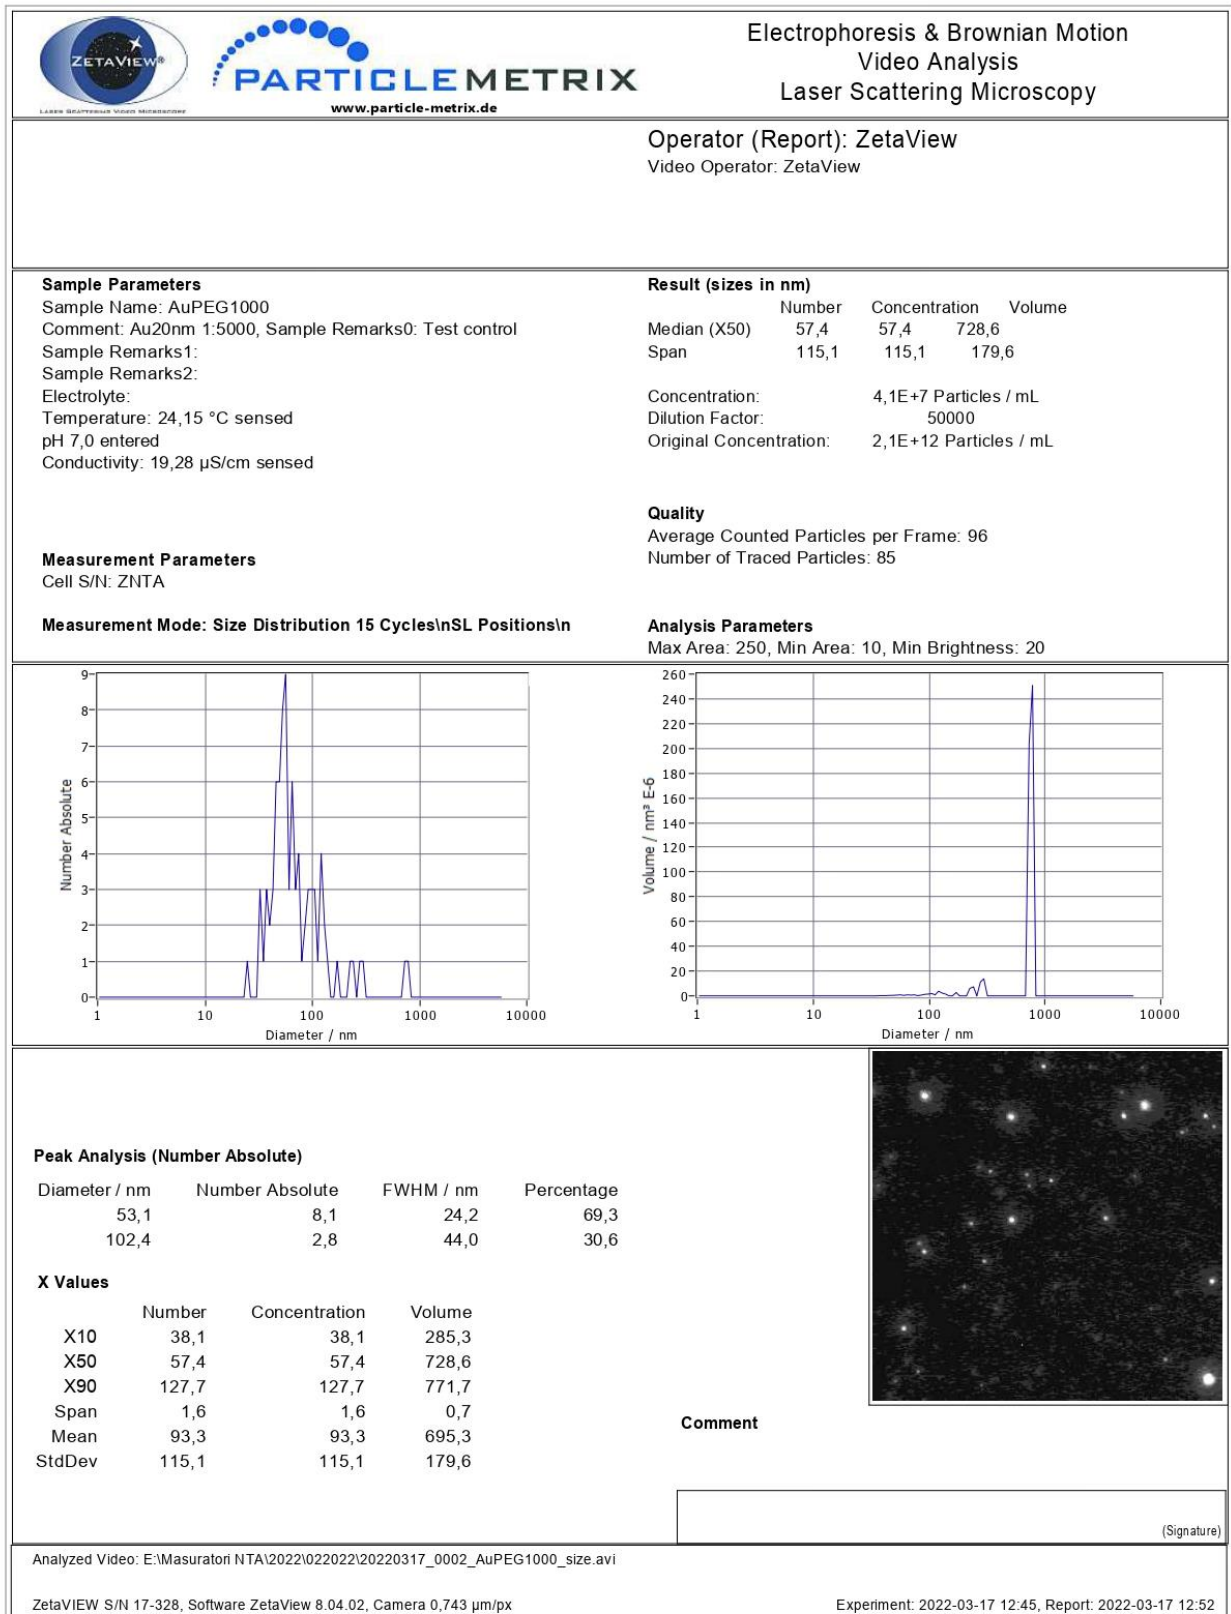 ZETAVIEW®
LASER SCATTERING VIDEO MICROSCOPE
PARTICLEMETRIX
www.particle-metrix.de
Electrophoresis & Brownian Motion
Video Analysis
Laser Scattering Microscopy
Operator (Report): ZetaView
Video Operator: ZetaView
Sample Parameters
Sample Name: AuPEG1000
Comment: Au20nm 1:5000, Sample Remarks0: Test control
Sample Remarks1:
Sample Remarks2:
Electrolyte:
Temperature: 24,15 °C sensed
pH 7,0 entered
Conductivity: 19,28 µS/cm sensed
Measurement Parameters
Cell S/N: ZNTA
Measurement Mode: Size Distribution 15 Cycles\nSL Positions\n
Result (sizes in nm)
Number Concentration Volume
Median (X50) 57,4 57,4 728,6
Span 115,1 115,1 179,6
Concentration: 4,1E+7 Particles / mL
Dilution Factor: 50000
Original Concentration: 2,1E+12 Particles / mL
Quality
Average Counted Particles per Frame: 96
Number of Traced Particles: 85
Analysis Parameters
Max Area: 250, Min Area: 10, Min Brightness: 20
Number Absolute
9
8
7
6
5
4
3
2
1
0
1 10 100 1000 10000
Diameter / nm
Volume / nm³ E-6
260
240
220
200
180
160
140
120
100
80
60
40
20
0
1 10 100 1000 10000
Diameter / nm
Peak Analysis (Number Absolute)
Diameter / nm Number Absolute FWHM / nm Percentage
53,1 8,1 24,2 69,3
102,4 2,8 44,0 30,6
X Values
Number Concentration Volume
X10 38,1 38,1 285,3
X50 57,4 57,4 728,6
X90 127,7 127,7 771,7
Span 1,6 1,6 0,7
Mean 93,3 93,3 695,3
StdDev 115,1 115,1 179,6
Comment
(Signature)
Analyzed Video: E:\Masuratori NTA\2022\022022\20220317_0002_AuPEG1000_size.avi
ZetaVIEW S/N 17-328, Software ZetaView 8.04.02, Camera 0,743 µm/px
Experiment: 2022-03-17 12:45, Report: 2022-03-17 12:52